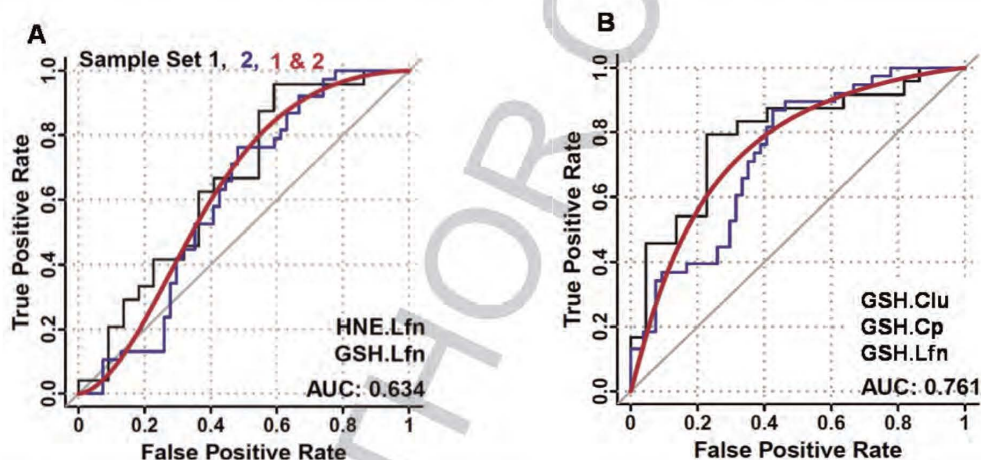 A
Sample Set 1, 2, 1 & 2
True Positive Rate
1.0
0.8
0.6
0.4
0.2
0.0
HNE.Lfn
GSH.Lfn
AUC: 0.634
0 0.2 0.4 0.6 0.8 1
False Positive Rate
B
True Positive Rate
1.0
0.8
0.6
0.4
0.2
0.0
GSH.Clu
GSH.Cp
GSH.Lfn
AUC: 0.761
0 0.2 0.4 0.6 0.8 1
False Positive Rate
THOR